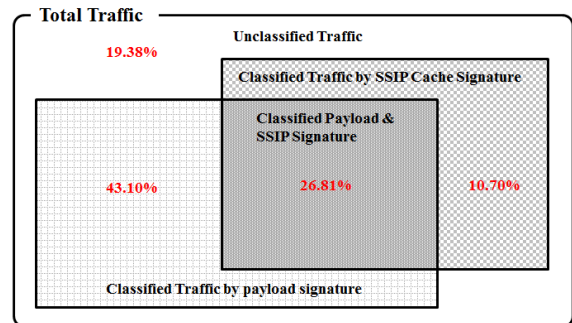 Total Traffic
Unclassified Traffic
19.38%
Classified Traffic by SSIP Cache Signature
Classified Payload &
SSIP Signature
43.10%
26.81%
10.70%
Classified Traffic by payload signature